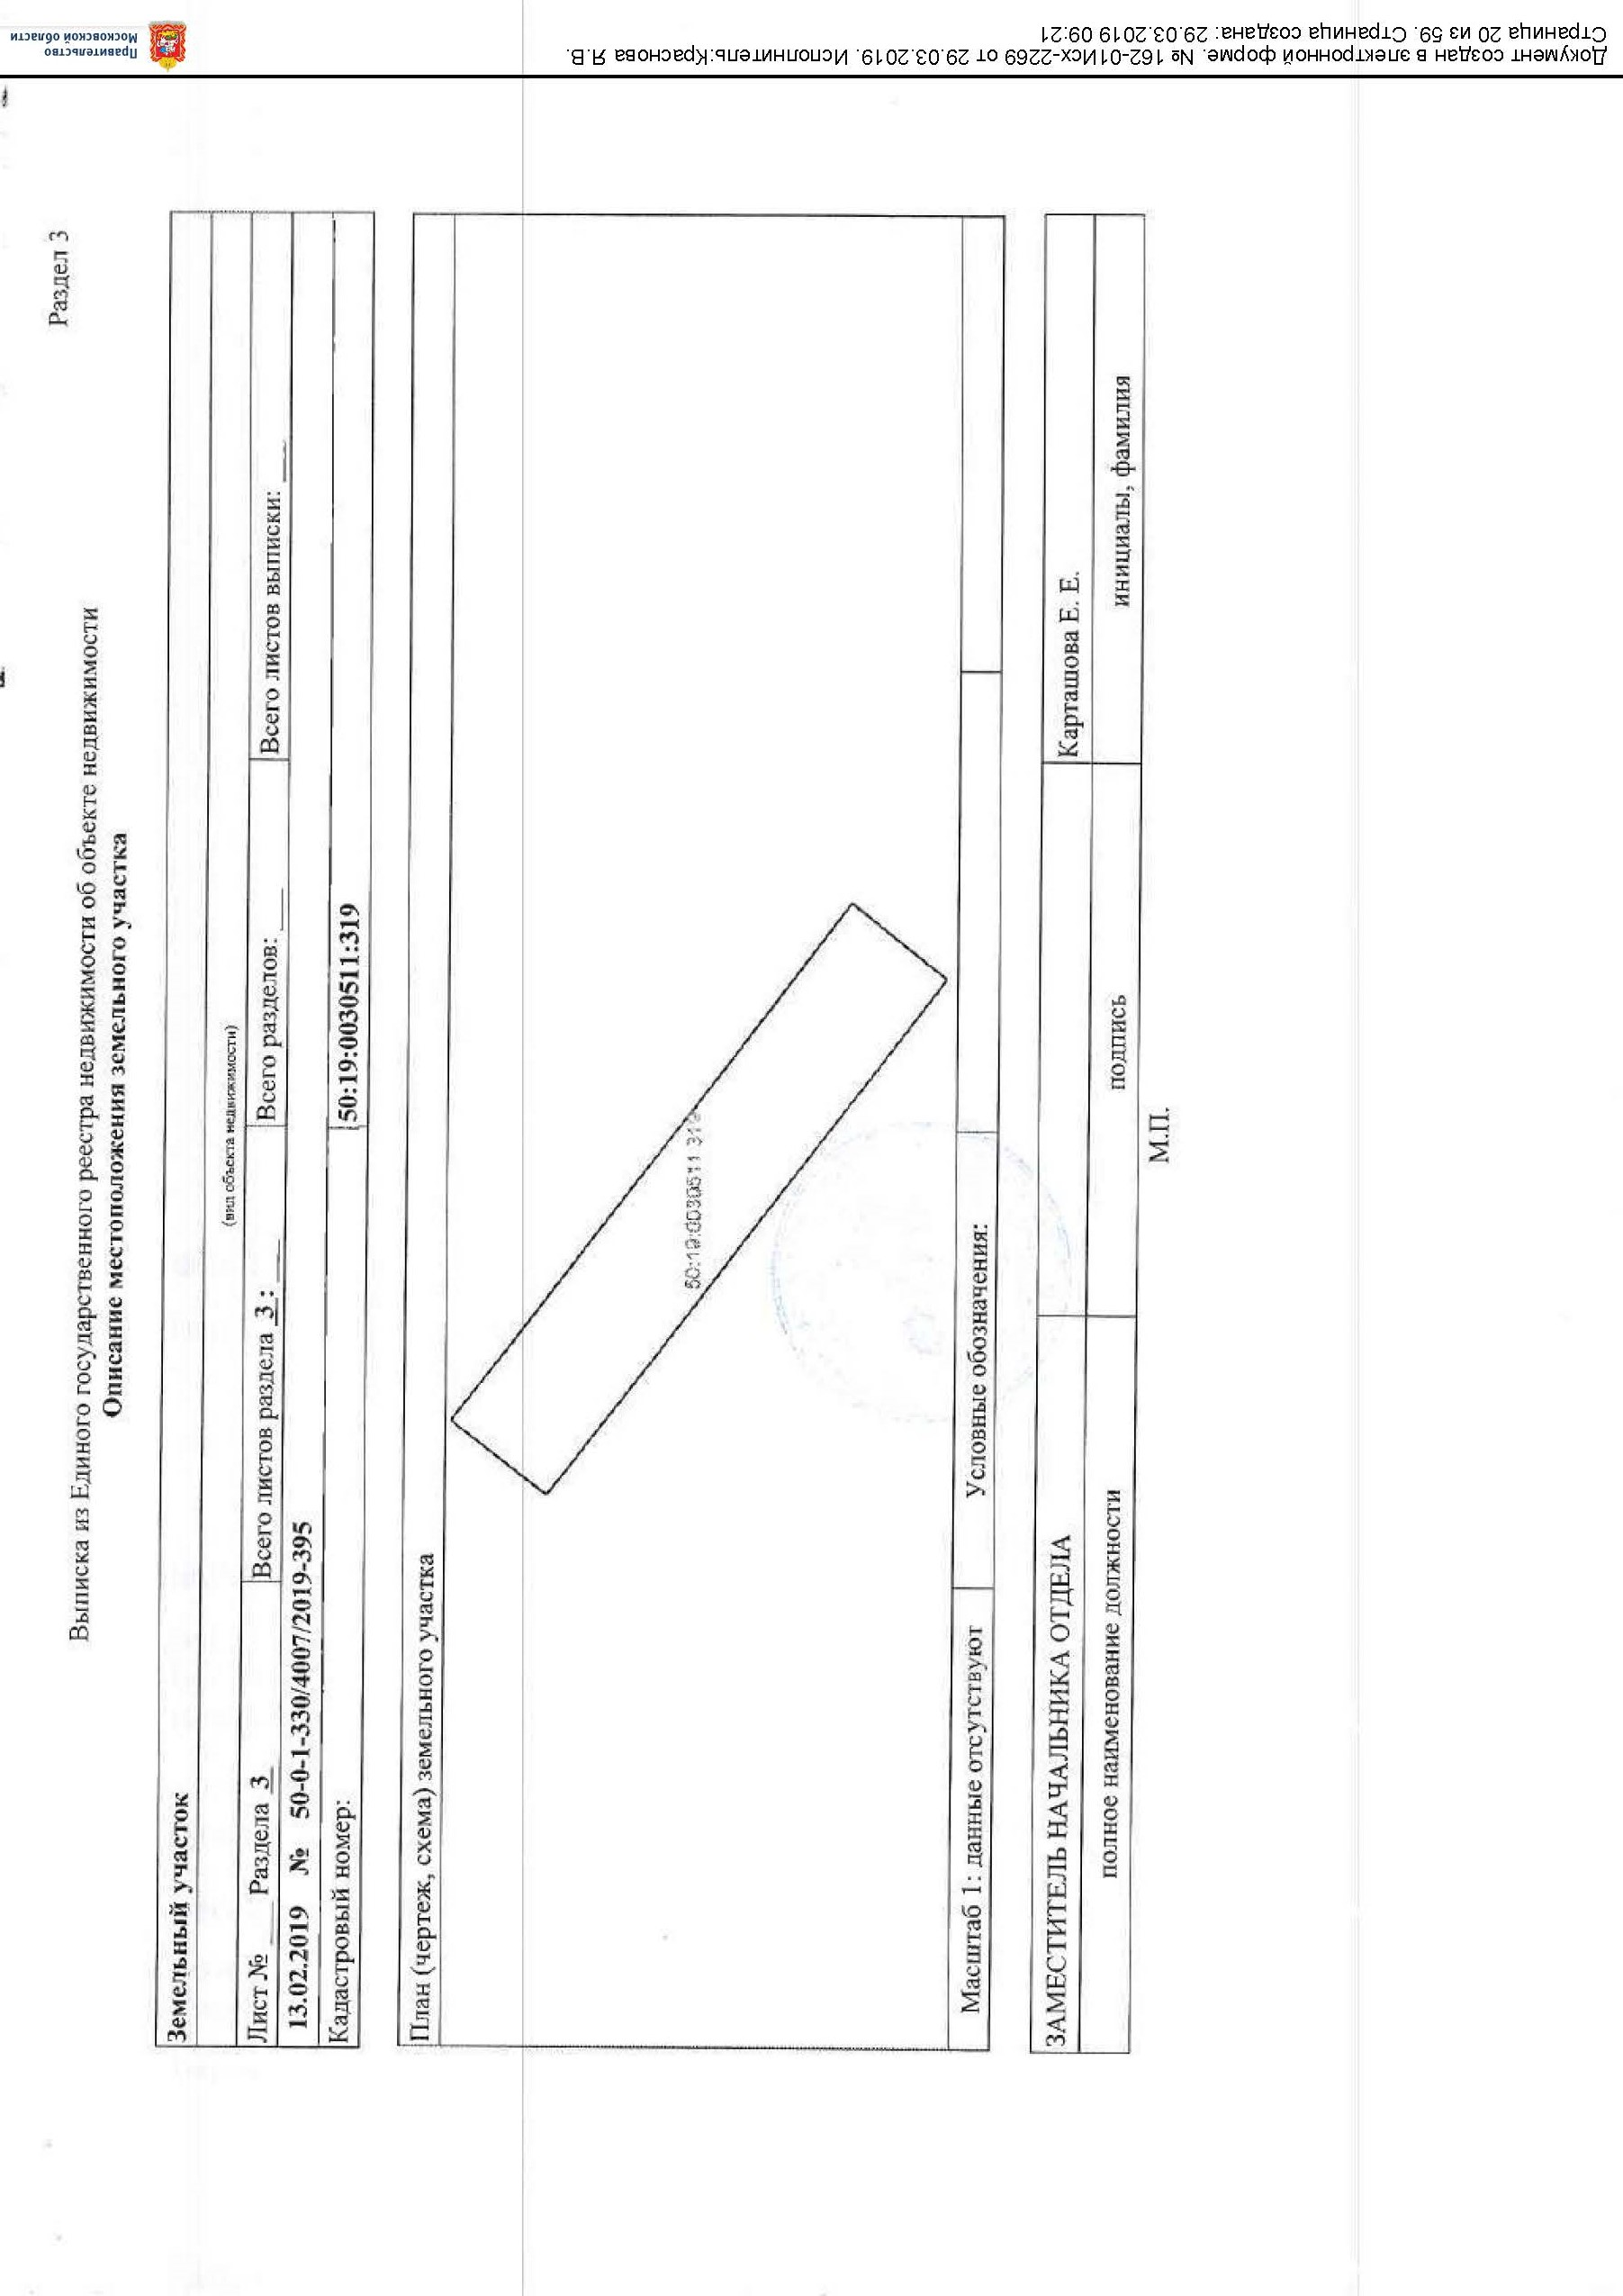 Документ создан в электронной форме. № 162-01Исх-2269 от 29.03.2019. Исполнитель:Краснова Я.В.
Страница 20 из 59. Страница создана: 29.03.2019 09:21
Правительство
Московской области
Раздел 3
Выписка из Единого государственного реестра недвижимости об объекте недвижимости
Описание местоположения земельного участка
Земельный участок
(вид объекта недвижимости)
Лист № ___ Раздела 3 Всего листов раздела 3 : ___ Всего разделов: ___ Всего листов выписки: ___
13.02.2019 № 50-0-1-330/4007/2019-395
Кадастровый номер: 50:19:0030511:319
План (чертеж, схема) земельного участка
50:19:0030511:319
Масштаб 1: данные отсутствуют Условные обозначения:
ЗАМЕСТИТЕЛЬ НАЧАЛЬНИКА ОТДЕЛА Карташова Е. Е.
полное наименование должности подпись инициалы, фамилия
М.П.